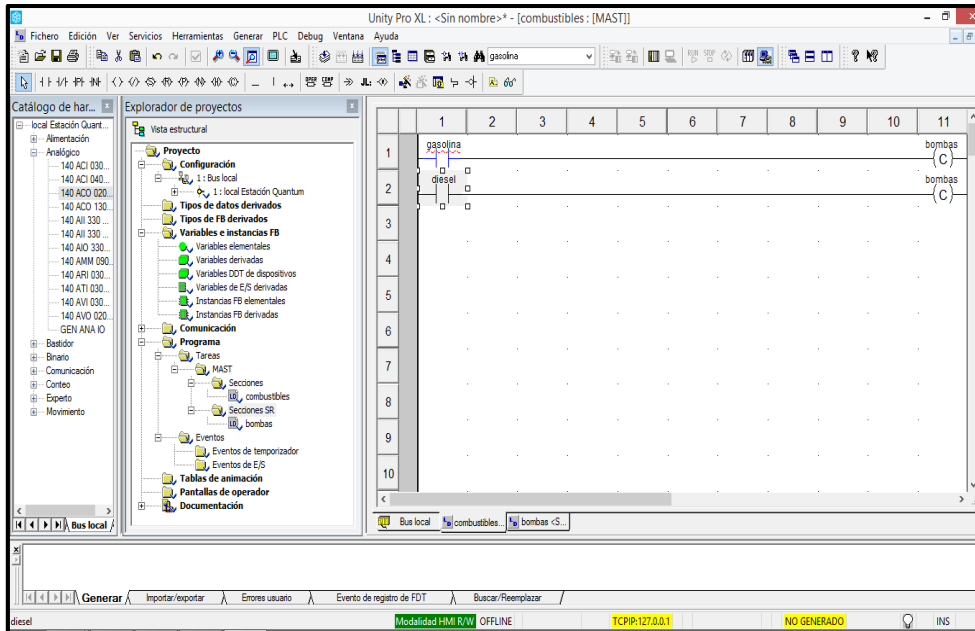 Unity Pro XL : <Sin nombre>* - [combustibles : [MAST]]
Fichero Edición Ver Servicios Herramientas Generar PLC Debug Ventana Ayuda
gasolina
Catálogo de har...
local Estación Quant...
Alimentación
Analógico
140 ACI 030...
140 ACI 040...
140 ACO 020...
140 ACO 130...
140 AII 330 ...
140 AII 330 ...
140 AIO 330...
140 AMM 090...
140 ARI 030...
140 ATI 030...
140 AVI 030...
140 AVO 020...
GEN ANA IO
Bastidor
Binario
Comunicación
Conteo
Experto
Movimiento
Bus local
Explorador de proyectos
Vista estructural
Proyecto
Configuración
1 : Bus local
1 : local Estación Quantum
Tipos de datos derivados
Tipos de FB derivados
Variables e instancias FB
Variables elementales
Variables derivadas
Variables DDT de dispositivos
Variables de E/S derivadas
Instancias FB elementales
Instancias FB derivadas
Comunicación
Programa
Tareas
MAST
Secciones
combustibles
Secciones SR
bombas
Eventos
Eventos de temporizador
Eventos de E/S
Tablas de animación
Pantallas de operador
Documentación
1 2 3 4 5 6 7 8 9 10 11
1
gasolina
bombas
C
2
diesel
bombas
C
3
4
5
6
7
8
9
10
Bus local combustibles... bombas <S...
Generar Importar/exportar Errores usuario Evento de registro de FDT Buscar/Reemplazar
diesel Modalidad HMI R/W OFFLINE TCPIP:127.0.0.1 NO GENERADO INS